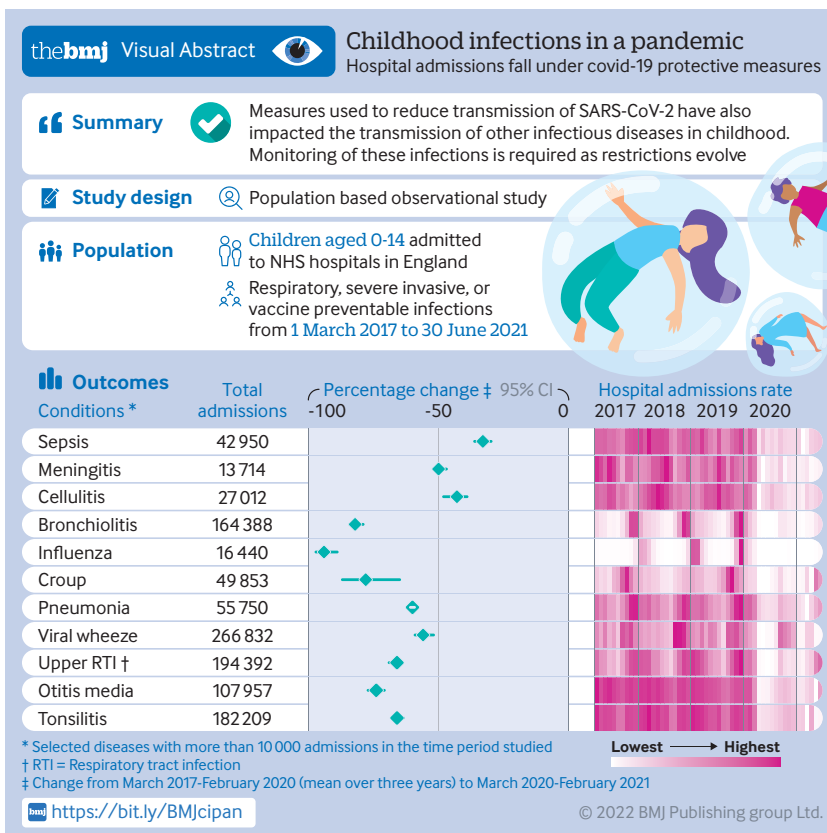 thebmj Visual Abstract
Childhood infections in a pandemic
Hospital admissions fall under covid-19 protective measures
Summary
Measures used to reduce transmission of SARS-CoV-2 have also
impacted the transmission of other infectious diseases in childhood.
Monitoring of these infections is required as restrictions evolve
Study design
Population based observational study
Population
Children aged 0-14 admitted
to NHS hospitals in England
Respiratory, severe invasive, or
vaccine preventable infections
from 1 March 2017 to 30 June 2021
Outcomes
Conditions *
Total
admissions
Percentage change ‡ 95% CI
-100 -50 0
Hospital admissions rate
2017 2018 2019 2020
Sepsis 42 950
Meningitis 13 714
Cellulitis 27 012
Bronchiolitis 164 388
Influenza 16 440
Croup 49 853
Pneumonia 55 750
Viral wheeze 266 832
Upper RTI † 194 392
Otitis media 107 957
Tonsilitis 182 209
* Selected diseases with more than 10 000 admissions in the time period studied
† RTI = Respiratory tract infection
‡ Change from March 2017-February 2020 (mean over three years) to March 2020-February 2021
Lowest Highest
bmj https://bit.ly/BMJcipan
© 2022 BMJ Publishing group Ltd.